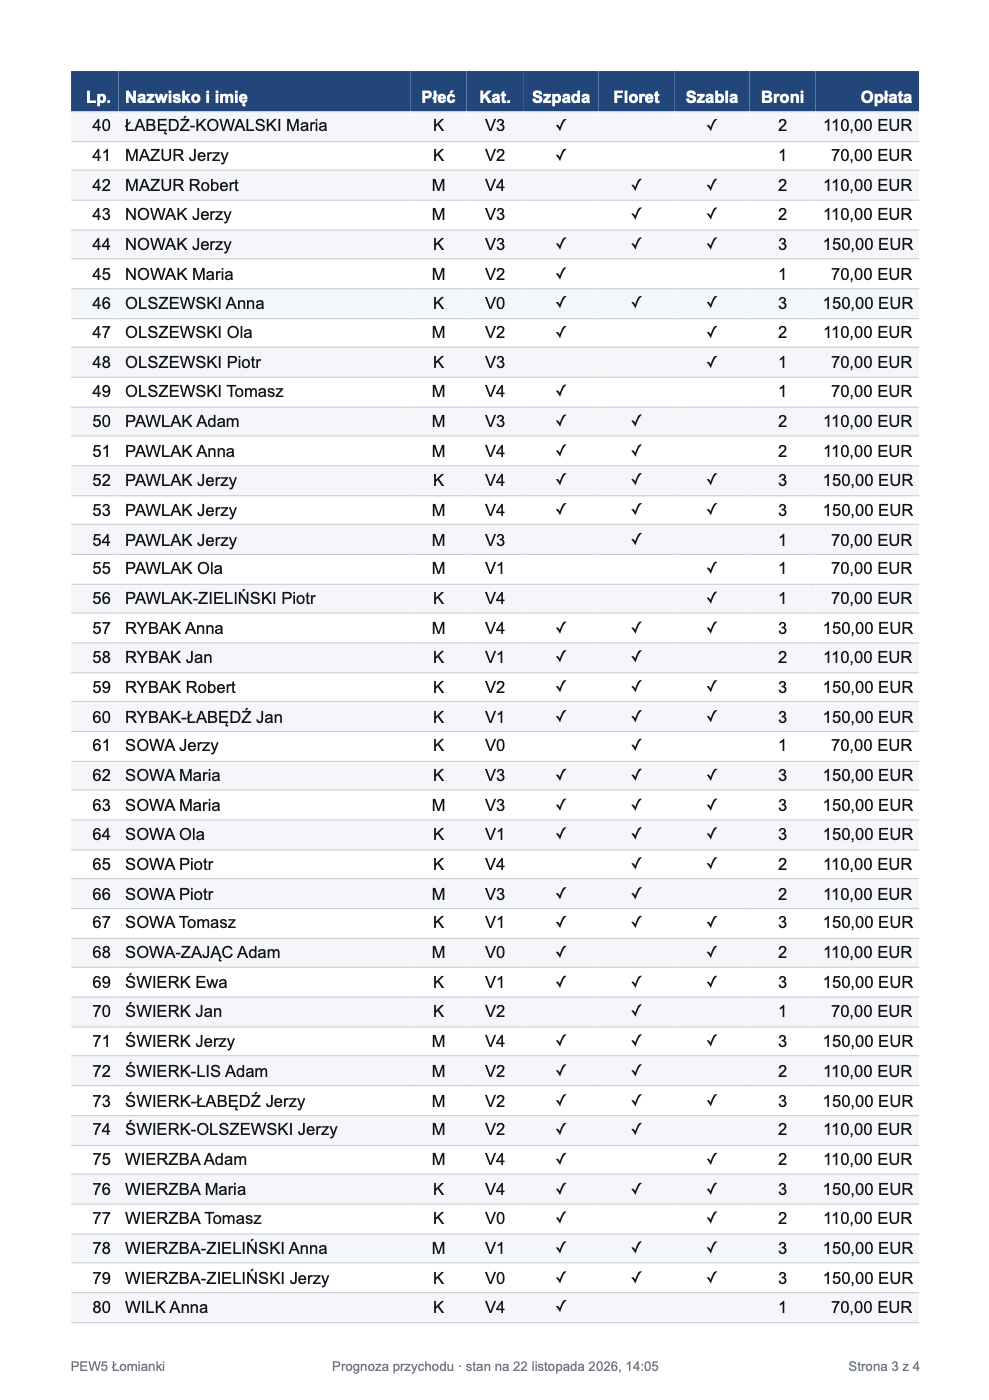 Lp. Nazwisko i imię Płeć Kat. Szpada Floret Szabla Broni Opłata
40 ŁABĘDŹ-KOWALSKI Maria K V3 ✓ ✓ 2 110,00 EUR
41 MAZUR Jerzy K V2 ✓ 1 70,00 EUR
42 MAZUR Robert M V4 ✓ ✓ 2 110,00 EUR
43 NOWAK Jerzy M V3 ✓ ✓ 2 110,00 EUR
44 NOWAK Jerzy K V3 ✓ ✓ ✓ 3 150,00 EUR
45 NOWAK Maria M V2 ✓ 1 70,00 EUR
46 OLSZEWSKI Anna K V0 ✓ ✓ ✓ 3 150,00 EUR
47 OLSZEWSKI Ola M V2 ✓ ✓ 2 110,00 EUR
48 OLSZEWSKI Piotr K V3 ✓ 1 70,00 EUR
49 OLSZEWSKI Tomasz M V4 ✓ 1 70,00 EUR
50 PAWLAK Adam M V3 ✓ ✓ 2 110,00 EUR
51 PAWLAK Anna M V4 ✓ ✓ 2 110,00 EUR
52 PAWLAK Jerzy K V4 ✓ ✓ ✓ 3 150,00 EUR
53 PAWLAK Jerzy M V4 ✓ ✓ ✓ 3 150,00 EUR
54 PAWLAK Jerzy M V3 ✓ 1 70,00 EUR
55 PAWLAK Ola M V1 ✓ 1 70,00 EUR
56 PAWLAK-ZIELIŃSKI Piotr K V4 ✓ 1 70,00 EUR
57 RYBAK Anna M V4 ✓ ✓ ✓ 3 150,00 EUR
58 RYBAK Jan K V1 ✓ ✓ 2 110,00 EUR
59 RYBAK Robert K V2 ✓ ✓ ✓ 3 150,00 EUR
60 RYBAK-ŁABĘDŹ Jan K V1 ✓ ✓ ✓ 3 150,00 EUR
61 SOWA Jerzy K V0 ✓ 1 70,00 EUR
62 SOWA Maria K V3 ✓ ✓ ✓ 3 150,00 EUR
63 SOWA Maria M V3 ✓ ✓ ✓ 3 150,00 EUR
64 SOWA Ola K V1 ✓ ✓ ✓ 3 150,00 EUR
65 SOWA Piotr K V4 ✓ ✓ 2 110,00 EUR
66 SOWA Piotr M V3 ✓ ✓ 2 110,00 EUR
67 SOWA Tomasz K V1 ✓ ✓ ✓ 3 150,00 EUR
68 SOWA-ZAJĄC Adam M V0 ✓ ✓ 2 110,00 EUR
69 ŚWIERK Ewa K V1 ✓ ✓ ✓ 3 150,00 EUR
70 ŚWIERK Jan K V2 ✓ 1 70,00 EUR
71 ŚWIERK Jerzy M V4 ✓ ✓ ✓ 3 150,00 EUR
72 ŚWIERK-LIS Adam M V2 ✓ ✓ 2 110,00 EUR
73 ŚWIERK-ŁABĘDŹ Jerzy M V2 ✓ ✓ ✓ 3 150,00 EUR
74 ŚWIERK-OLSZEWSKI Jerzy M V2 ✓ ✓ 2 110,00 EUR
75 WIERZBA Adam M V4 ✓ ✓ 2 110,00 EUR
76 WIERZBA Maria K V4 ✓ ✓ ✓ 3 150,00 EUR
77 WIERZBA Tomasz K V0 ✓ ✓ 2 110,00 EUR
78 WIERZBA-ZIELIŃSKI Anna M V1 ✓ ✓ ✓ 3 150,00 EUR
79 WIERZBA-ZIELIŃSKI Jerzy K V0 ✓ ✓ ✓ 3 150,00 EUR
80 WILK Anna K V4 ✓ 1 70,00 EUR
PEW5 Łomianki Prognoza przychodu · stan na 22 listopada 2026, 14:05 Strona 3 z 4